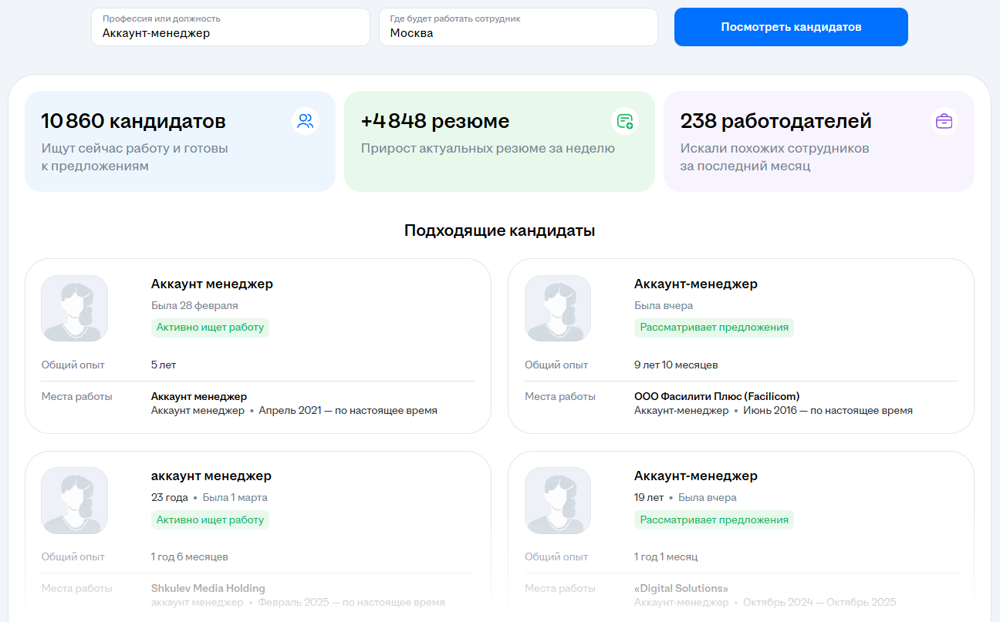 Профессия или должность
Аккаунт-менеджер
Где будет работать сотрудник
Москва
Посмотреть кандидатов
10 860 кандидатов
Ищут сейчас работу и готовы
к предложениям
+4 848 резюме
Прирост актуальных резюме за неделю
238 работодателей
Искали похожих сотрудников
за последний месяц
Подходящие кандидаты
Аккаунт менеджер
Была 28 февраля
Активно ищет работу
Общий опыт
5 лет
Места работы
Аккаунт менеджер
Аккаунт менеджер • Апрель 2021 — по настоящее время
Аккаунт-менеджер
Была вчера
Рассматривает предложения
Общий опыт
9 лет 10 месяцев
Места работы
ООО Фасилити Плюс (Facilicom)
Аккаунт-менеджер • Июнь 2016 — по настоящее время
аккаунт менеджер
23 года • Была 1 марта
Активно ищет работу
Общий опыт
1 год 6 месяцев
Места работы
Shkulev Media Holding
аккаунт менеджер • Февраль 2025 — по настоящее время
Аккаунт-менеджер
19 лет • Была вчера
Рассматривает предложения
Общий опыт
1 год 1 месяц
Места работы
«Digital Solutions»
Аккаунт-менеджер • Октябрь 2024 — Октябрь 2025